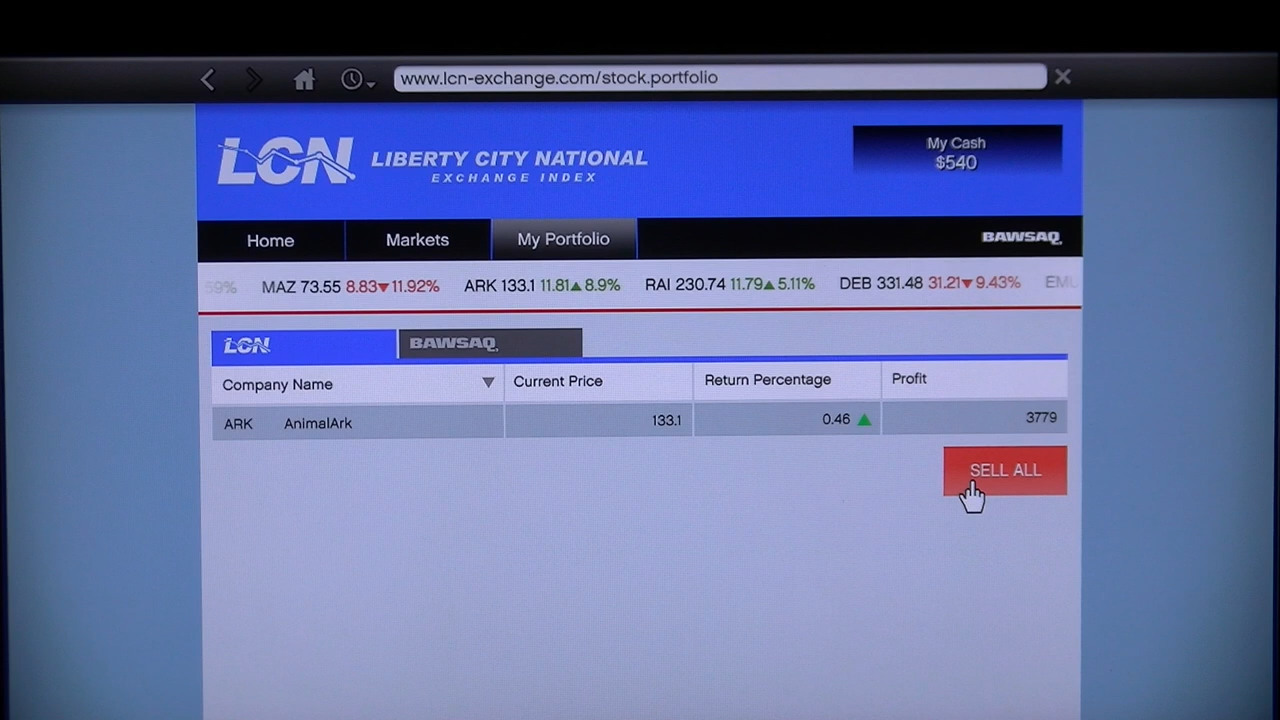 www.lcn-exchange.com/stock.portfolio
LCN LIBERTY CITY NATIONAL
EXCHANGE INDEX
My Cash
$540
Home Markets My Portfolio BAWSAQ
59% MAZ 73.55 8.83▼11.92% ARK 133.1 11.81▲8.9% RAI 230.74 11.79▲5.11% DEB 331.48 31.21▼9.43% EMU
LCN BAWSAQ
Company Name ▼ Current Price Return Percentage Profit
ARK AnimalArk 133.1 0.46 ▲ 3779
SELL ALL